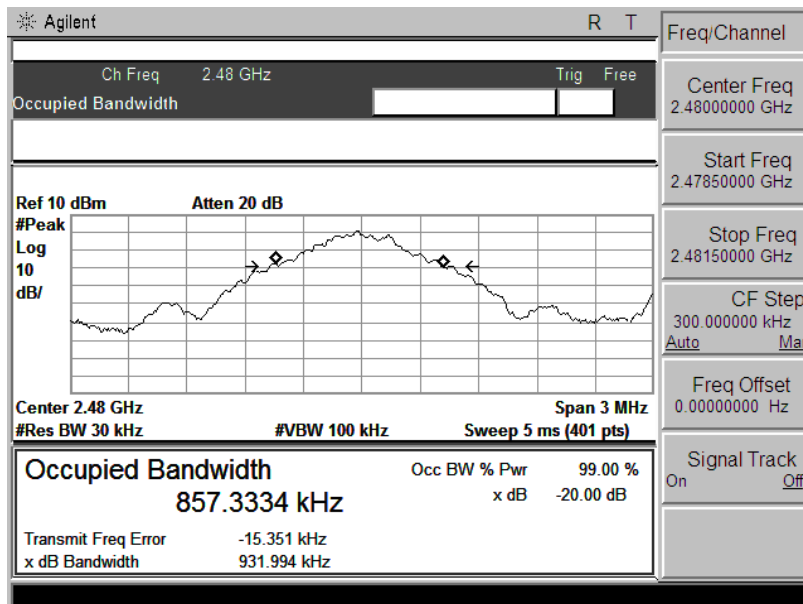 Agilent R T
Freq/Channel
Ch Freq 2.48 GHz Trig Free
Occupied Bandwidth
Center Freq
2.48000000 GHz
Start Freq
2.47850000 GHz
Stop Freq
2.48150000 GHz
CF Step
300.000000 kHz
Auto Man
Freq Offset
0.00000000 Hz
Signal Track
On Off
Ref 10 dBm Atten 20 dB
#Peak
Log
10
dB/
Center 2.48 GHz Span 3 MHz
#Res BW 30 kHz #VBW 100 kHz Sweep 5 ms (401 pts)
Occupied Bandwidth Occ BW % Pwr 99.00 %
857.3334 kHz x dB -20.00 dB
Transmit Freq Error -15.351 kHz
x dB Bandwidth 931.994 kHz